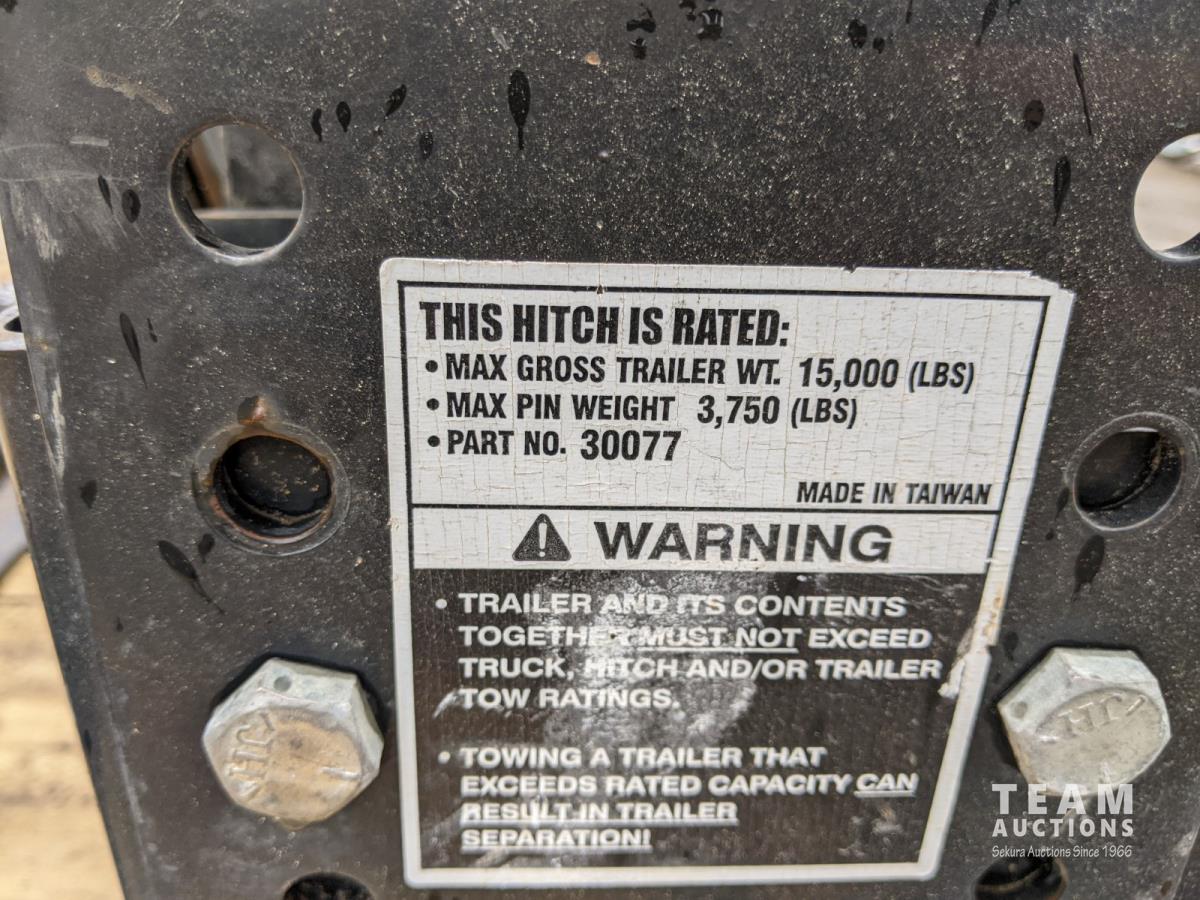 THIS HITCH IS RATED:
• MAX GROSS TRAILER WT. 15,000 (LBS)
• MAX PIN WEIGHT 3,750 (LBS)
• PART NO. 30077
MADE IN TAIWAN
WARNING
• TRAILER AND ITS CONTENTS
TOGETHER MUST NOT EXCEED
TRUCK, HITCH AND/OR TRAILER
TOW RATINGS.
• TOWING A TRAILER THAT
EXCEEDS RATED CAPACITY CAN
RESULT IN TRAILER
SEPARATION!
TEAM
AUCTIONS
Sekura Auctions Since 1966